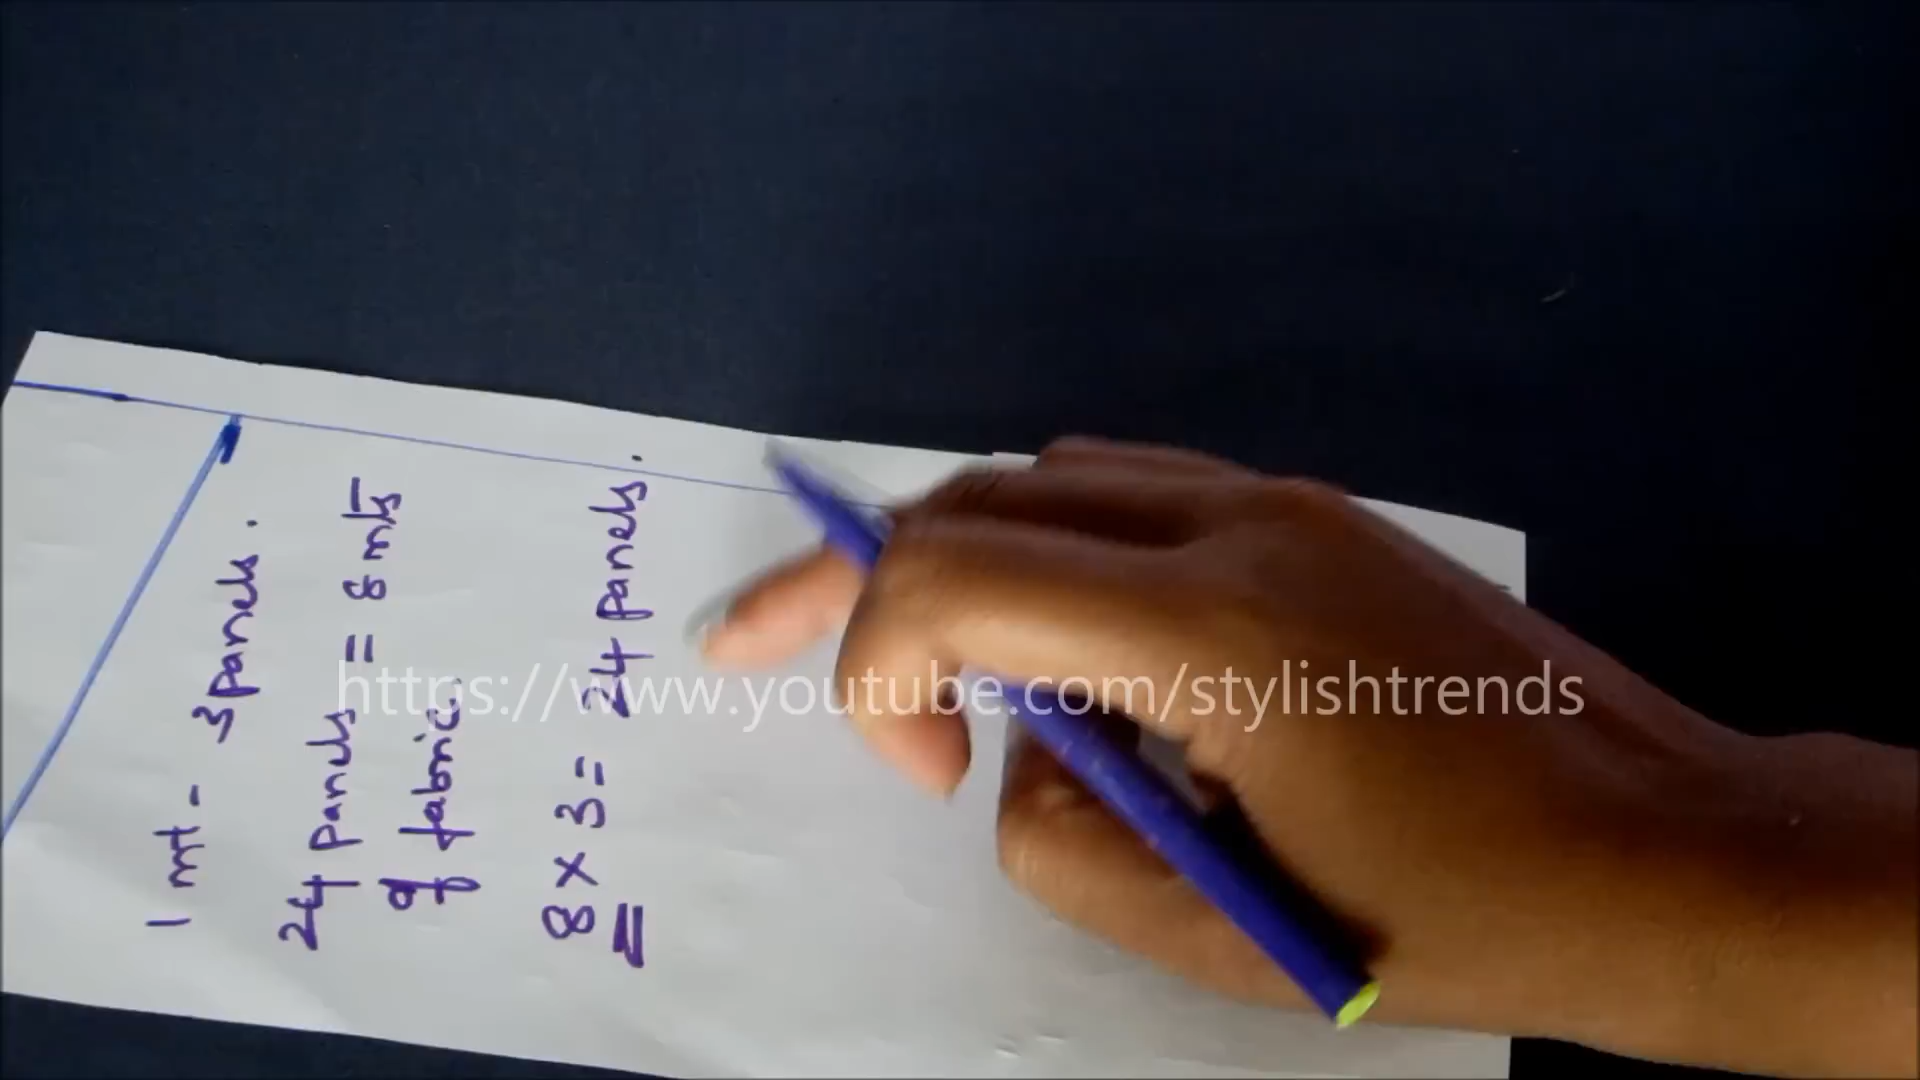 1 mt - 3 panels.
24 panels = 8 mts
of fabric.
8 x 3 = 24 panels.
https://www.youtube.com/stylishtrends